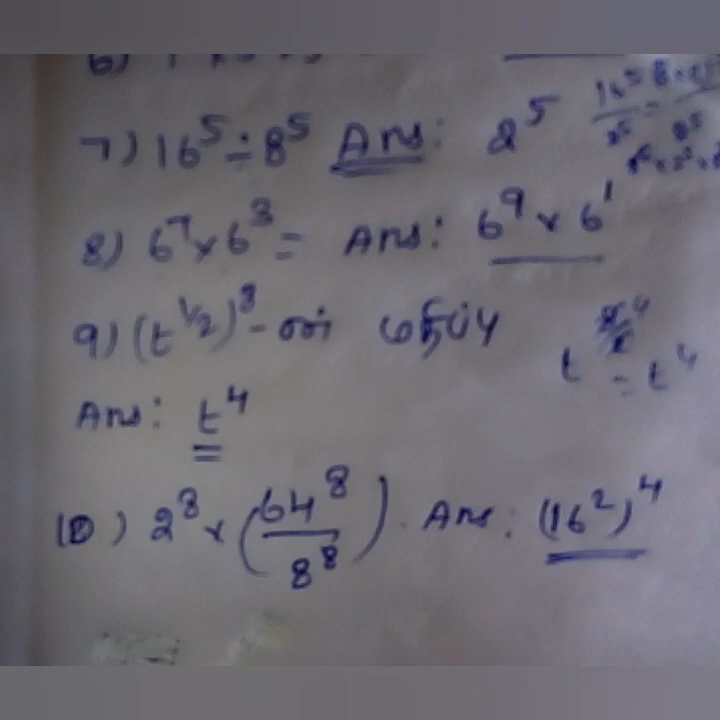 7) 16⁵ ÷ 8⁵ Ans: 2⁵
8) 6⁷ × 6³ = Ans: 6⁹ × 6¹
9) (t^1/2)⁸ - ன் மதிப்பு
t = t⁴
Ans: t⁴
10) 2⁸ × (64⁸/8⁸). Ans: (16²)⁴